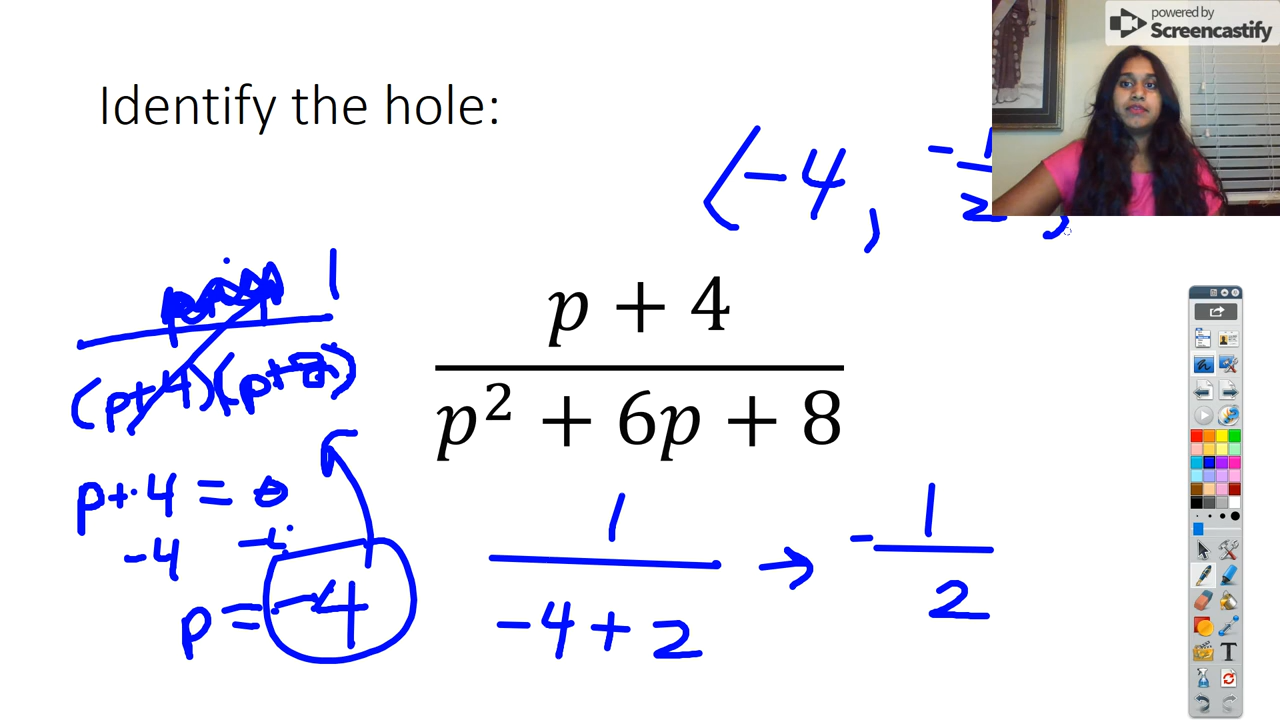 powered by
Screencastify
Identify the hole:
(-4, -1/2)
1
(p+4)(p+2)
p + 4
p² + 6p + 8
p+4 = 0
-4 -4
p = -4
1
-4+2
→ -1
2
T